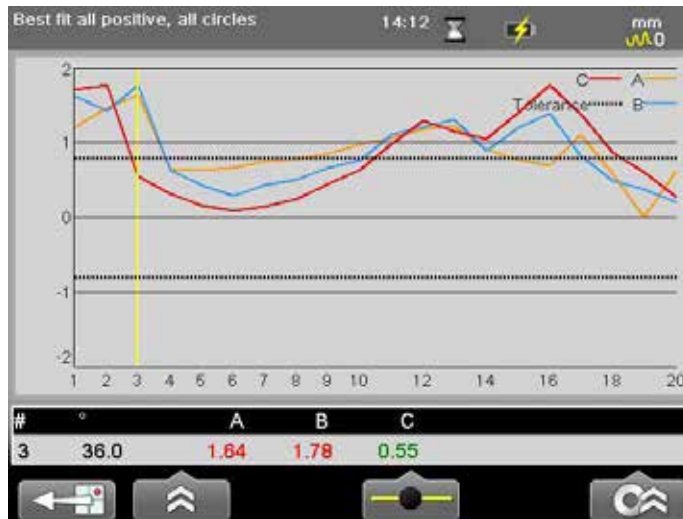 Best fit all positive, all circles 14:12 mm
0
2
C A
Tolerance B
1
0
-1
-2
1 2 3 4 5 6 7 8 9 10 12 14 16 18 20
# ° A B C
3 36.0 1.64 1.78 0.55